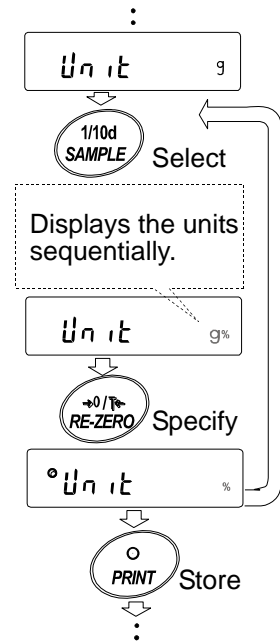 Unit g
1/10d
SAMPLE Select
Displays the units
sequentially.
Unit g%
→0/T←
RE-ZERO Specify
Unit %
PRINT Store